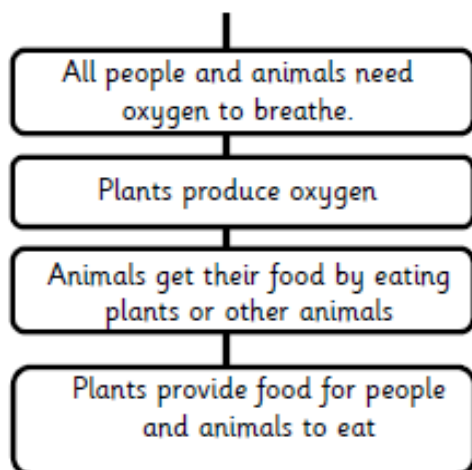 All people and animals need
oxygen to breathe.
Plants produce oxygen
Animals get their food by eating
plants or other animals
Plants provide food for people
and animals to eat